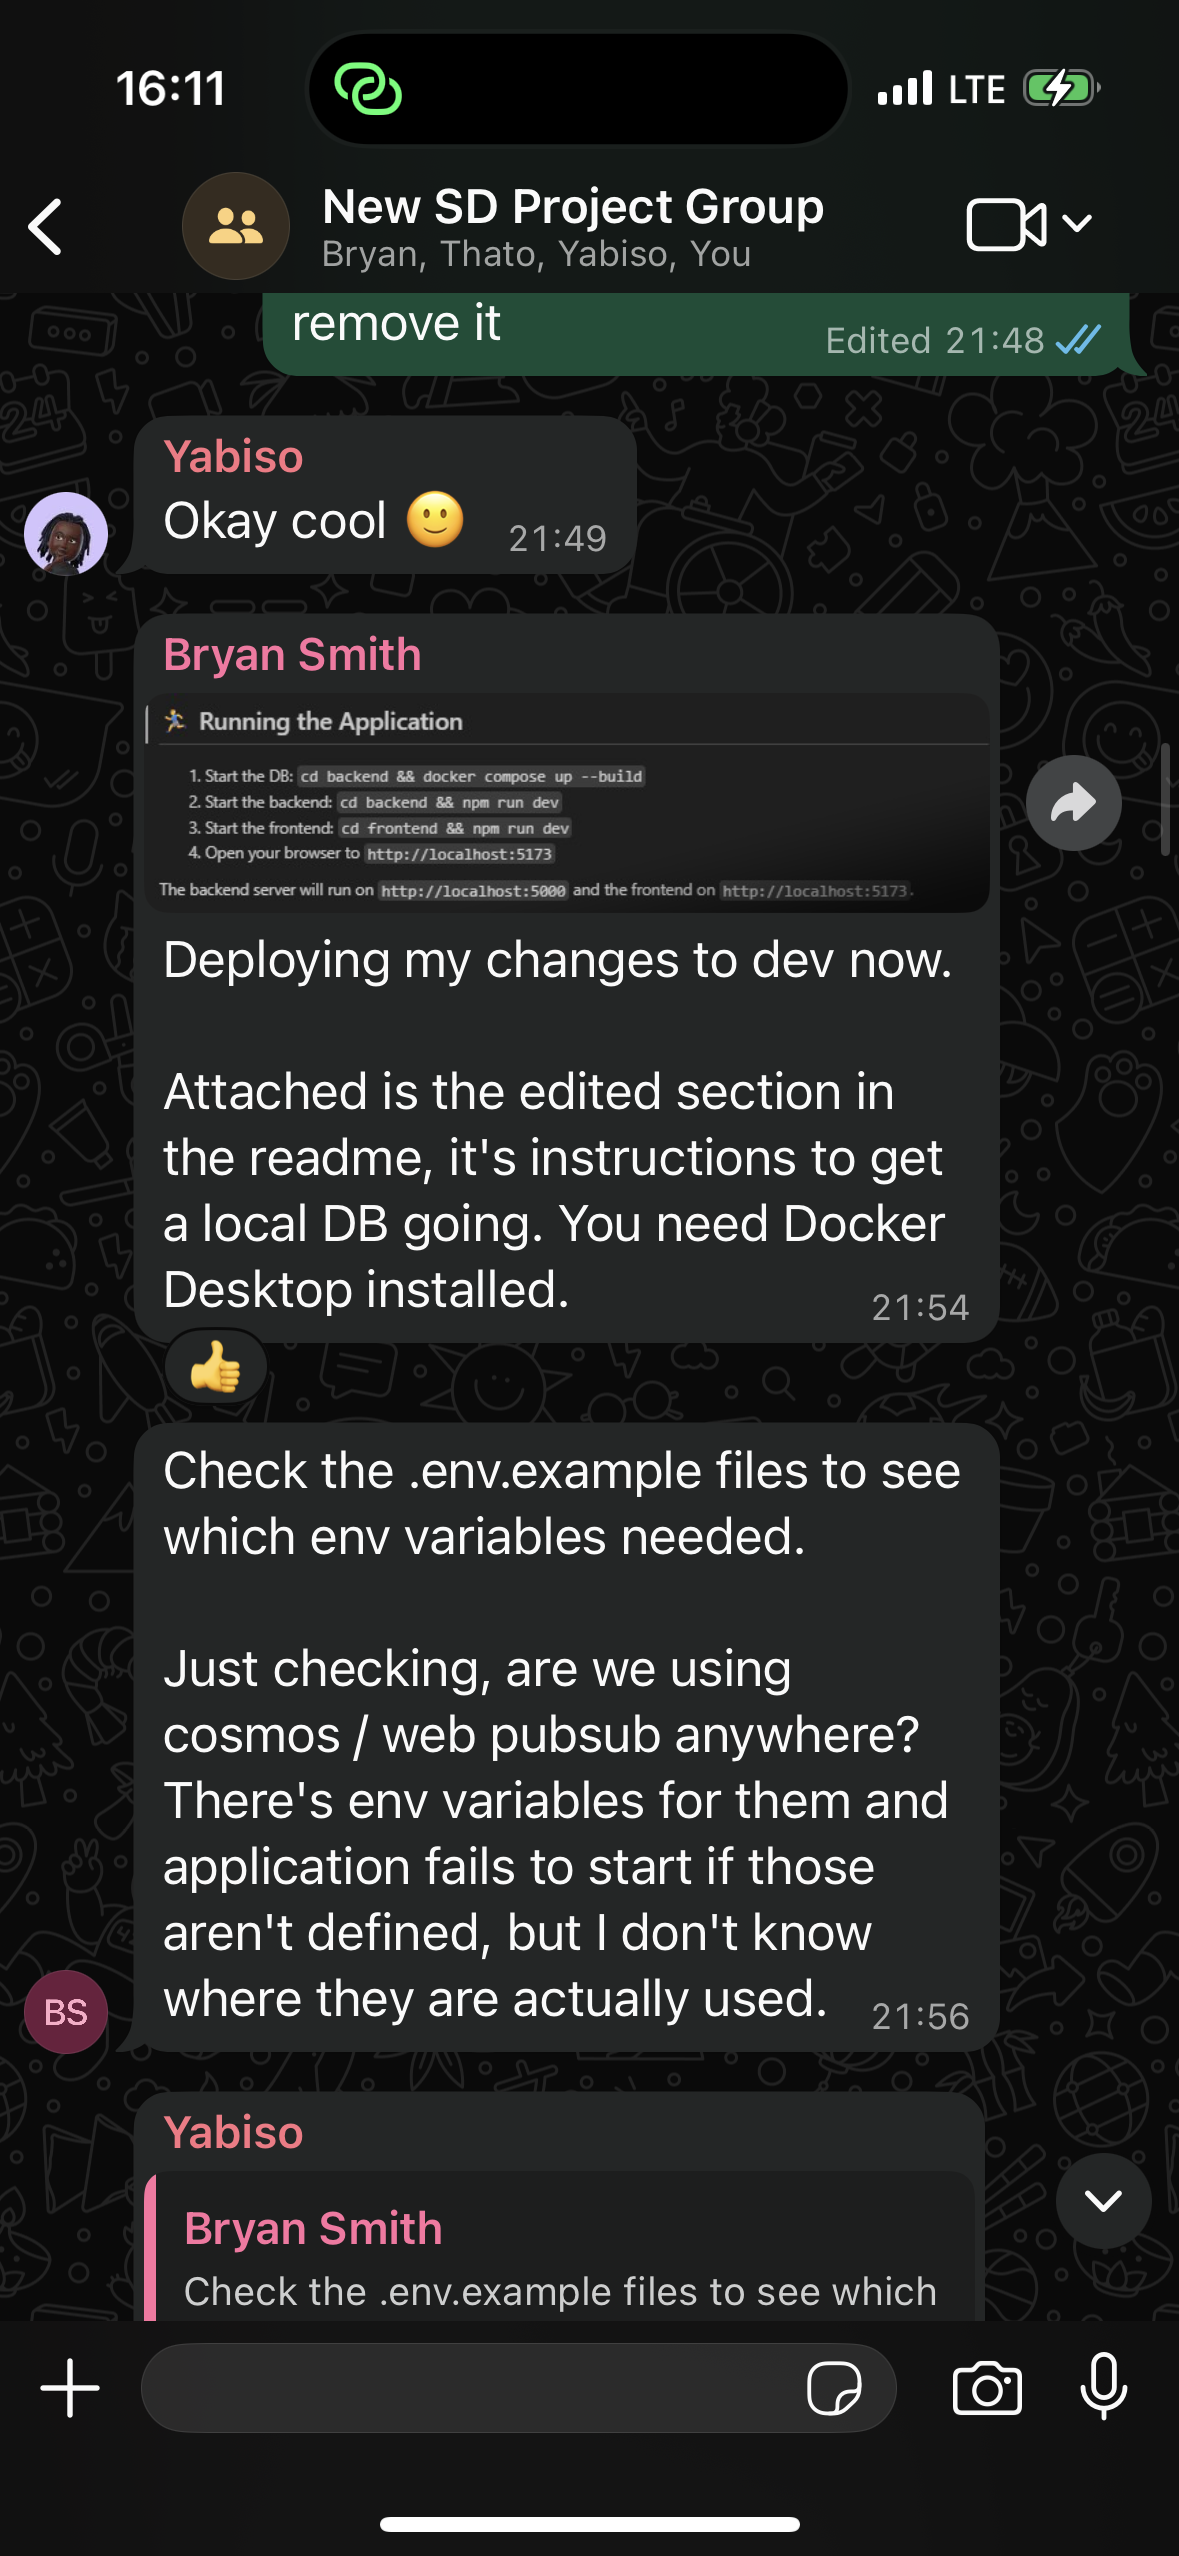 16:11
LTE
New SD Project Group
Bryan, Thato, Yabiso, You
remove it
Edited 21:48
Yabiso
Okay cool 🙂
21:49
Bryan Smith
🏃 Running the Application
1. Start the DB: cd backend && docker compose up --build
2. Start the backend: cd backend && npm run dev
3. Start the frontend: cd frontend && npm run dev
4. Open your browser to http://localhost:5173
The backend server will run on http://localhost:5000 and the frontend on http://localhost:5173.
Deploying my changes to dev now.
Attached is the edited section in
the readme, it's instructions to get
a local DB going. You need Docker
Desktop installed.
21:54
👍
Check the .env.example files to see
which env variables needed.
Just checking, are we using
cosmos / web pubsub anywhere?
There's env variables for them and
application fails to start if those
aren't defined, but I don't know
where they are actually used.
21:56
BS
Yabiso
Bryan Smith
Check the .env.example files to see which